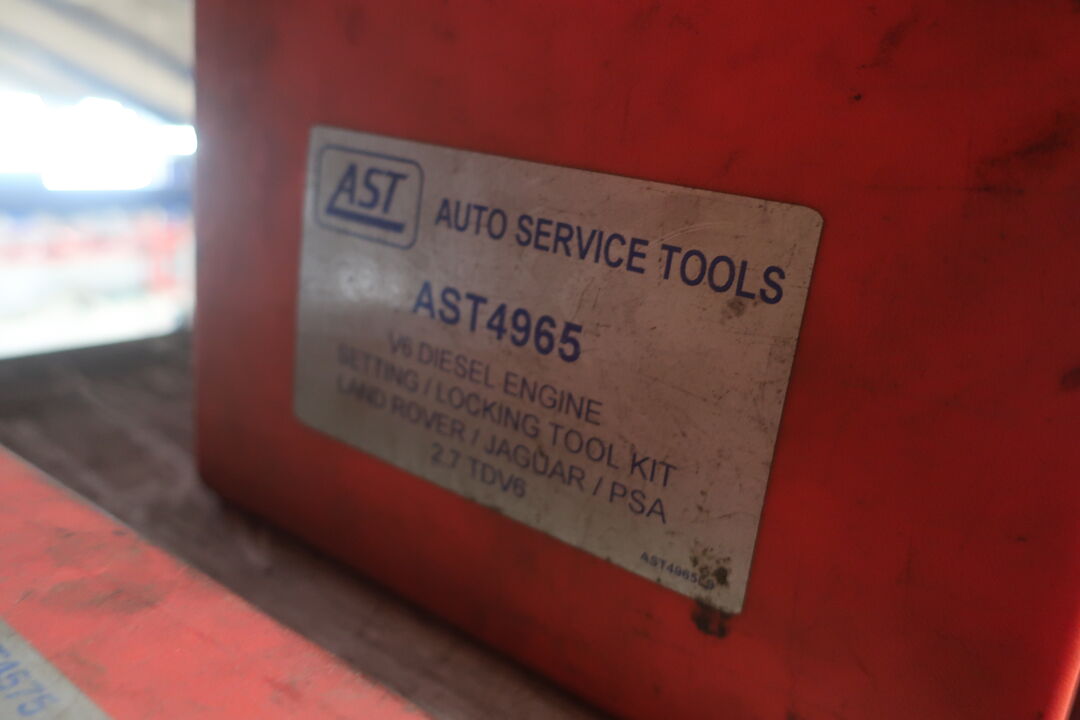 AST
AUTO SERVICE TOOLS
AST4965
V6 DIESEL ENGINE
SETTING / LOCKING TOOL KIT
LAND ROVER / JAGUAR / PSA
2.7 TDV6